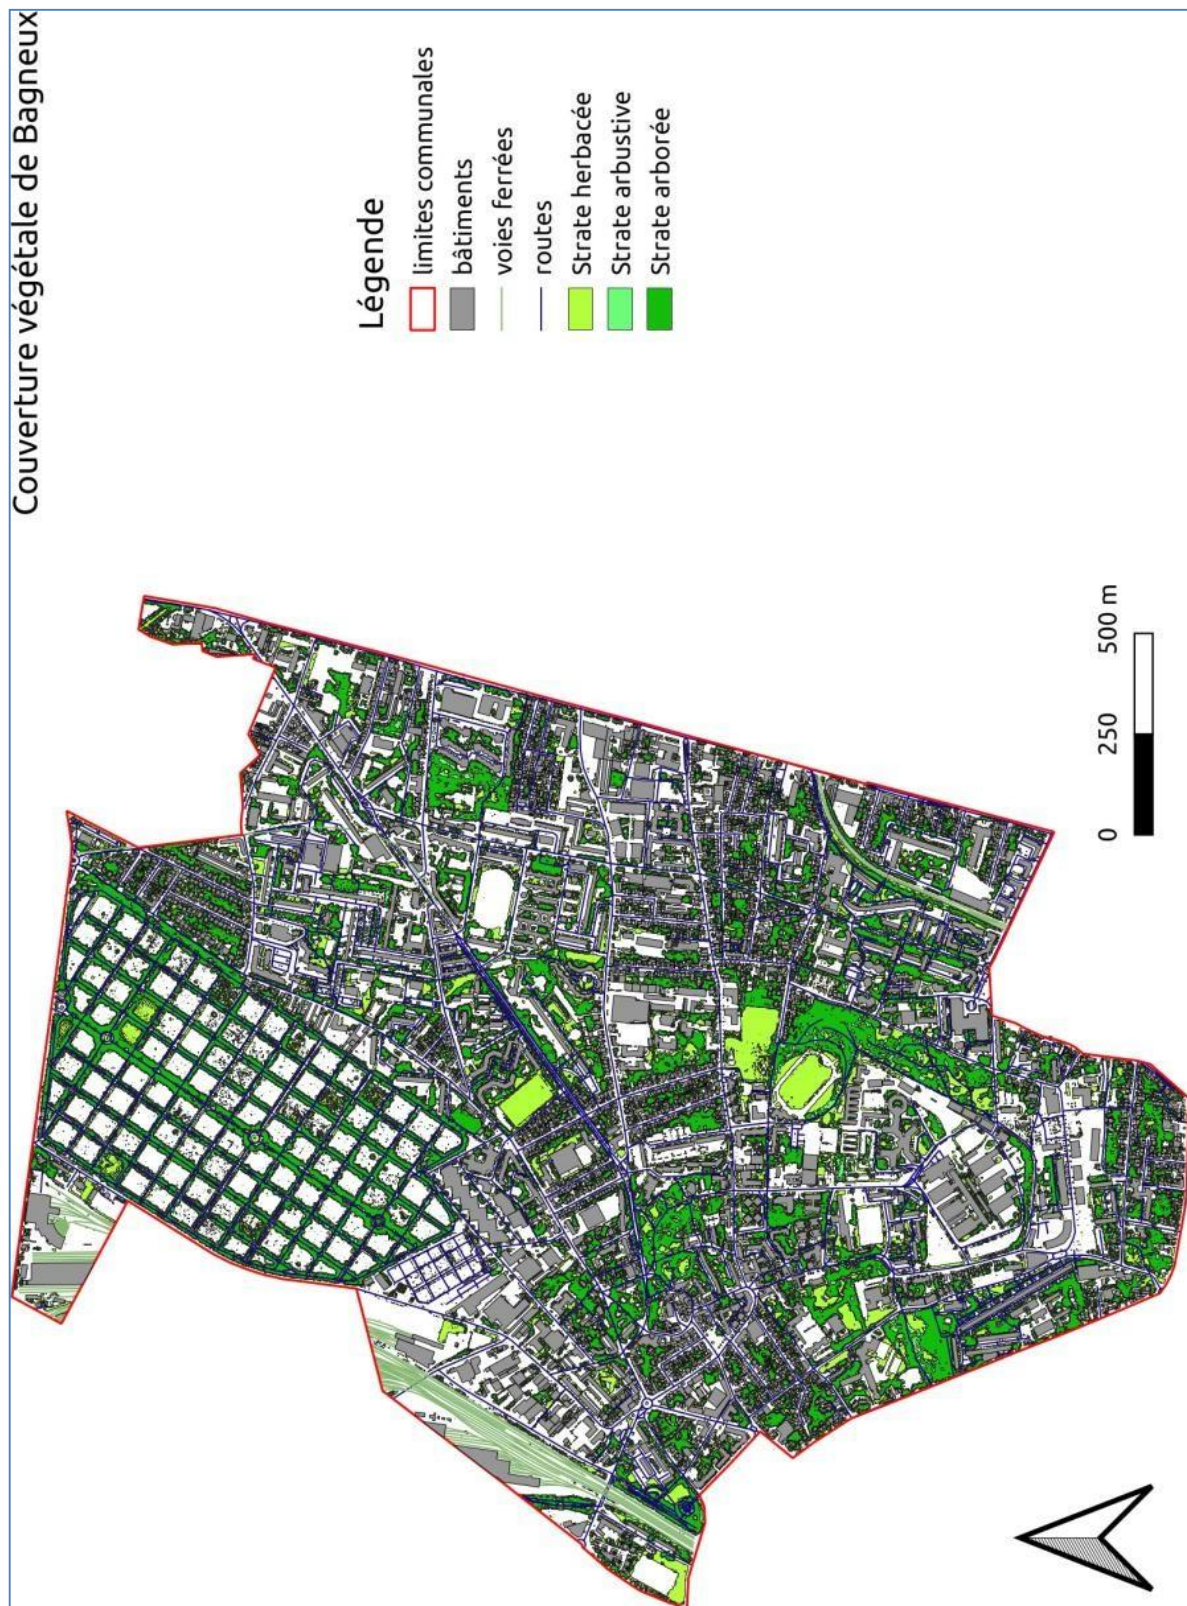 Couverture végétale de Bagneux
Légende
limites communales
bâtiments
voies ferrées
routes
Strate herbacée
Strate arbustive
Strate arborée
0 250 500 m